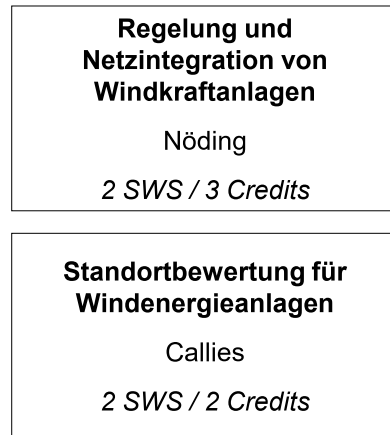 Regelung und
Netzintegration von
Windkraftanlagen
Nöding
2 SWS / 3 Credits
Standortbewertung für
Windenergieanlagen
Callies
2 SWS / 2 Credits